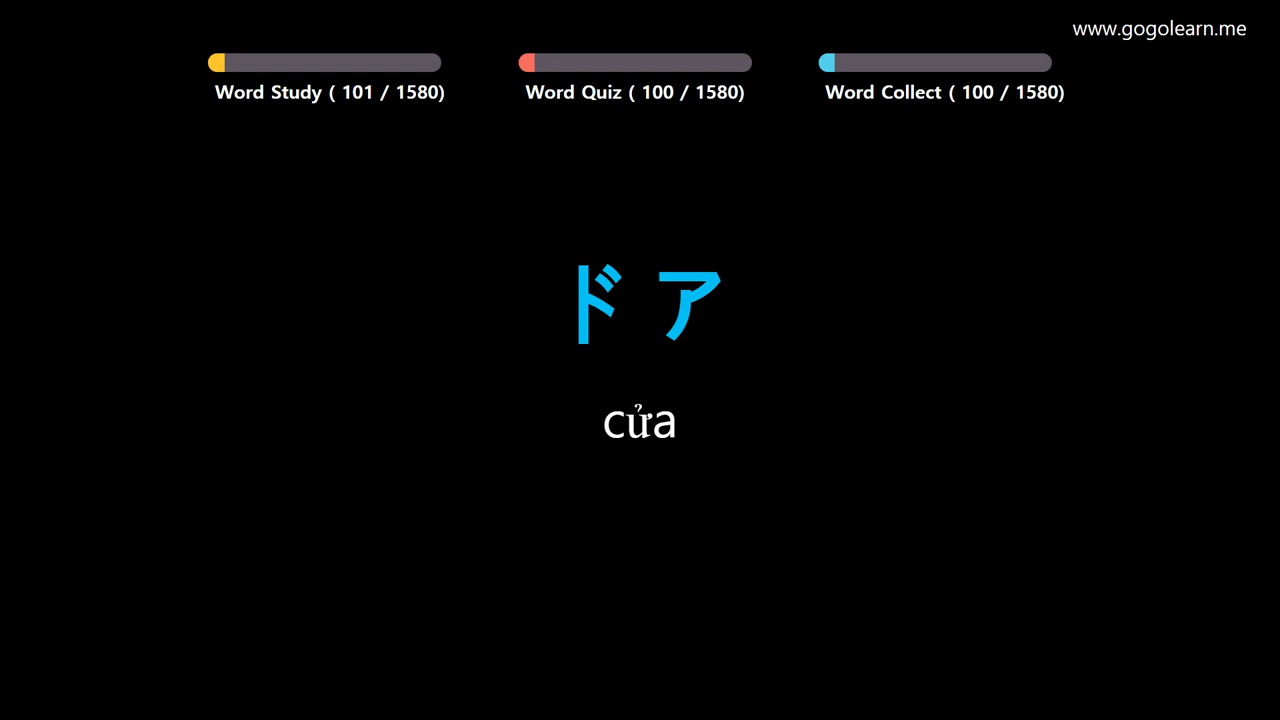 www.gogolearn.me
Word Study ( 101 / 1580)
Word Quiz ( 100 / 1580)
Word Collect ( 100 / 1580)
ドア
cửa